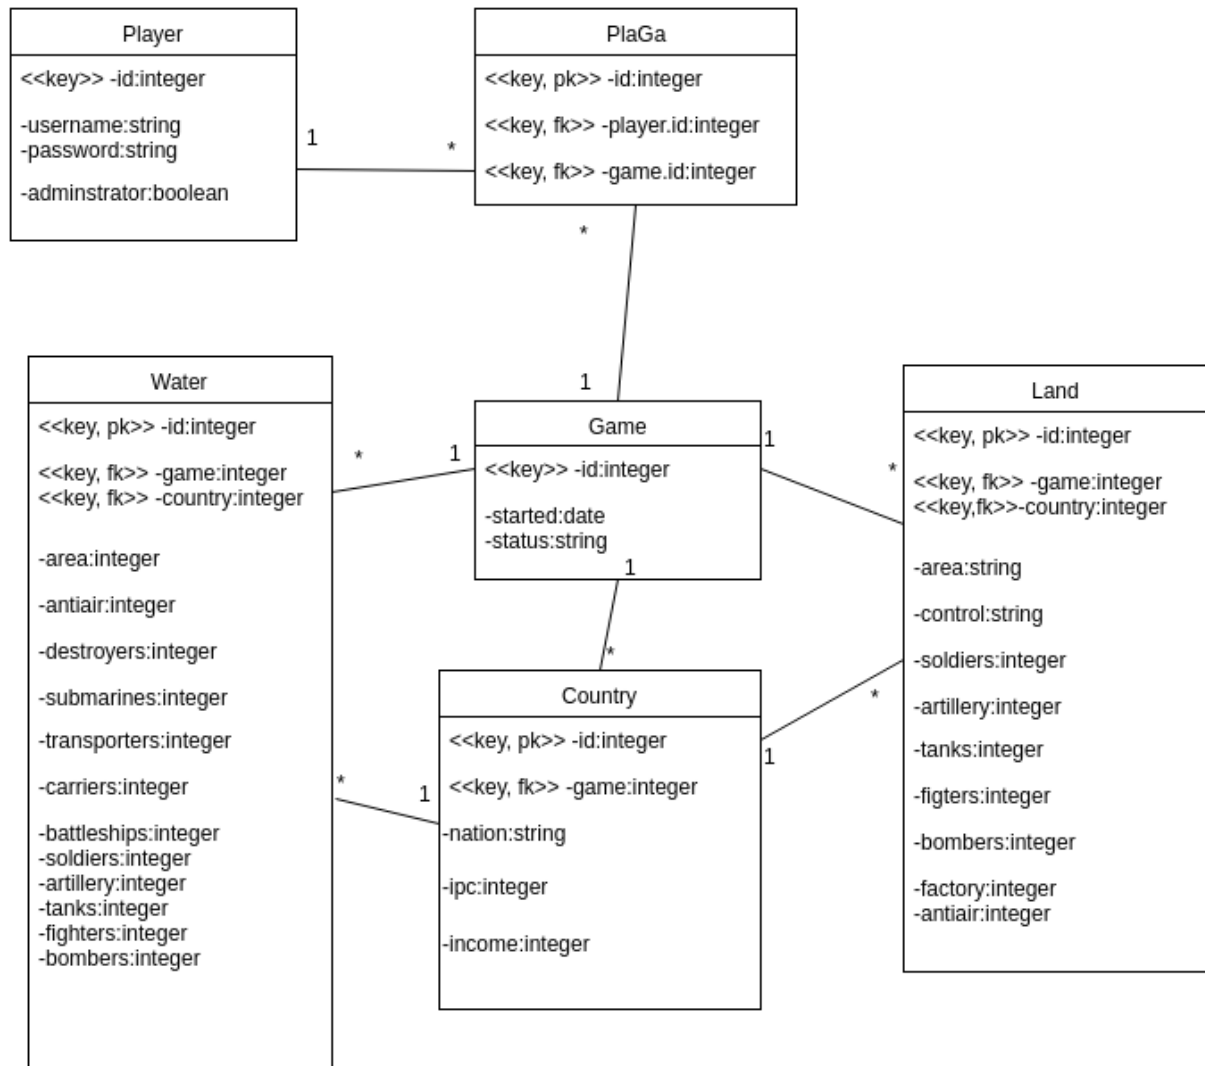 Player
<<key>> -id:integer
-username:string
-password:string
-adminstrator:boolean
1
*
PlaGa
<<key, pk>> -id:integer
<<key, fk>> -player.id:integer
<<key, fk>> -game.id:integer
*
1
Water
<<key, pk>> -id:integer
<<key, fk>> -game:integer
<<key, fk>> -country:integer
-area:integer
-antiair:integer
-destroyers:integer
-submarines:integer
-transporters:integer
-carriers:integer
-battleships:integer
-soldiers:integer
-artillery:integer
-tanks:integer
-fighters:integer
-bombers:integer
*
1
Game
<<key>> -id:integer
-started:date
-status:string
1
*
1
*
Country
<<key, pk>> -id:integer
<<key, fk>> -game:integer
-nation:string
-ipc:integer
-income:integer
*
1
1
*
Land
<<key, pk>> -id:integer
<<key, fk>> -game:integer
<<key,fk>>-country:integer
-area:string
-control:string
-soldiers:integer
-artillery:integer
-tanks:integer
-figters:integer
-bombers:integer
-factory:integer
-antiair:integer